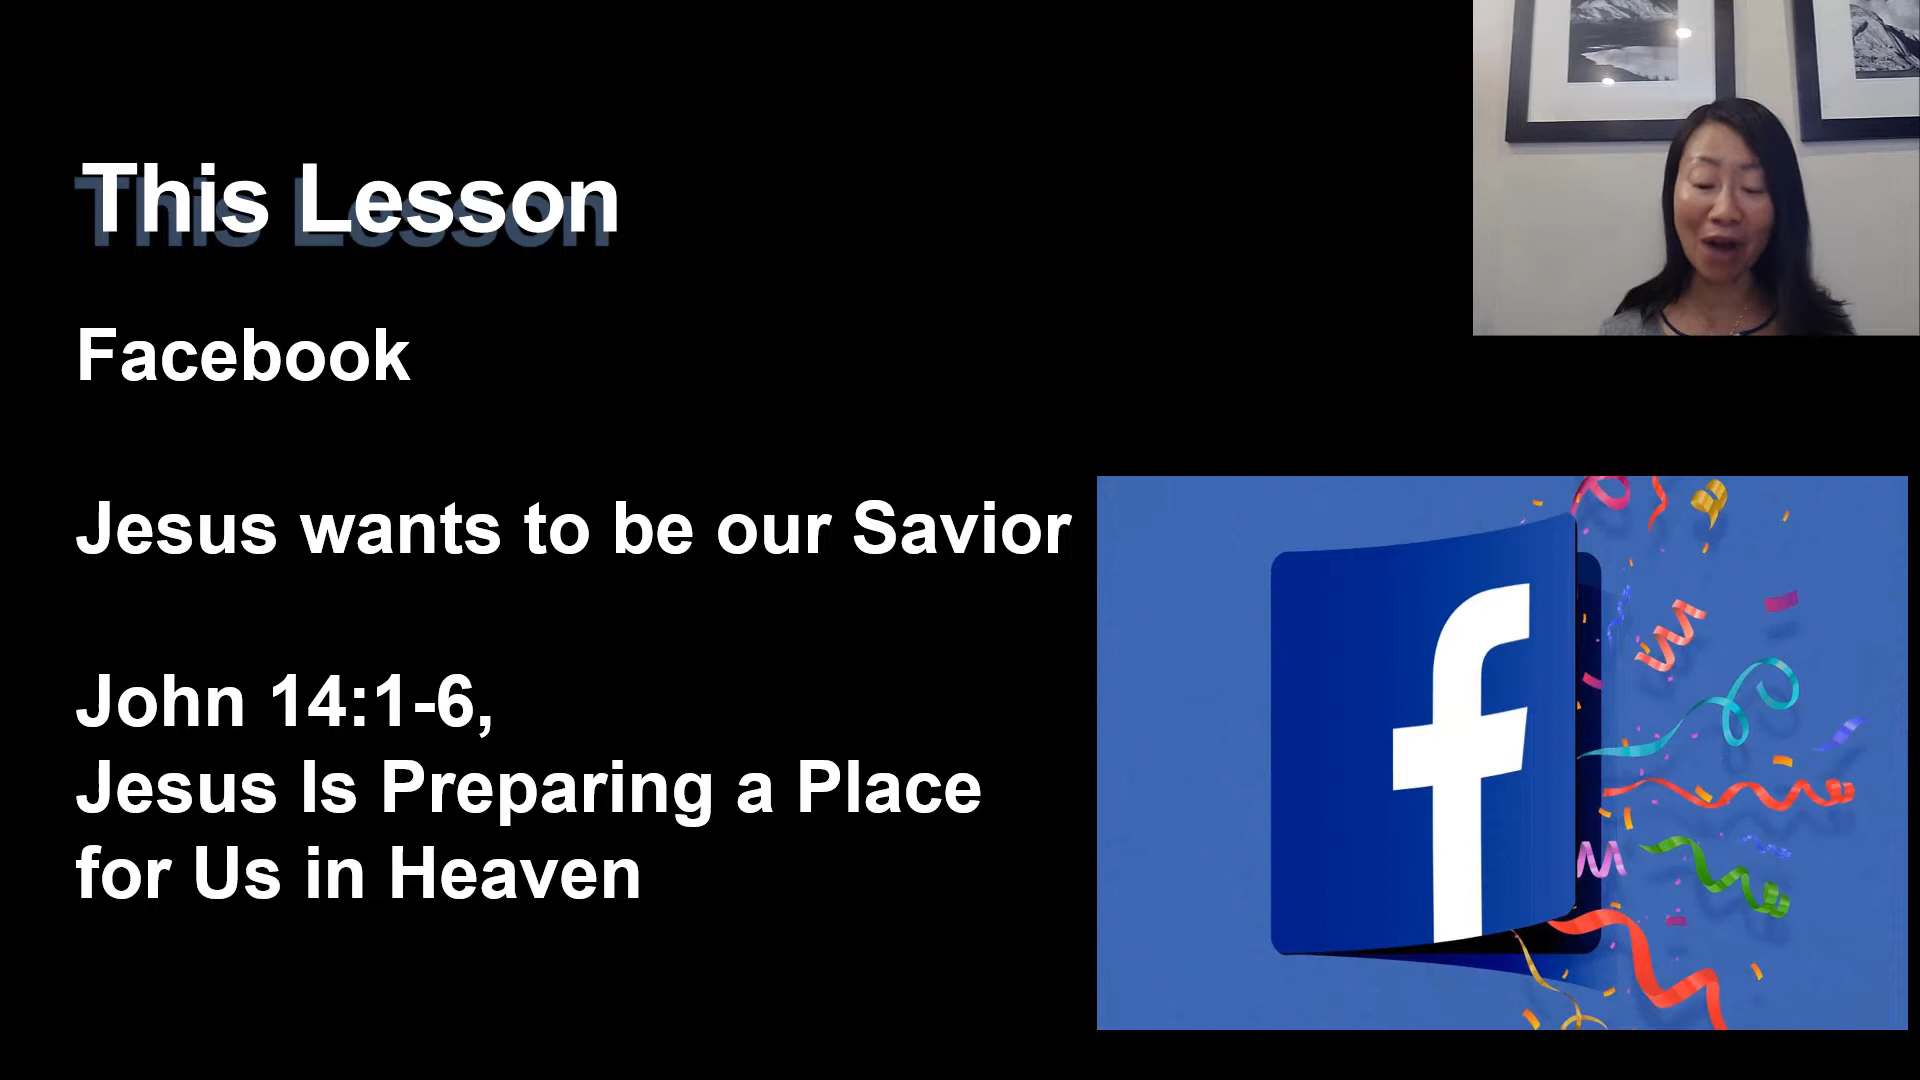 This Lesson
Facebook
Jesus wants to be our Savior
John 14:1-6,
Jesus Is Preparing a Place
for Us in Heaven
f